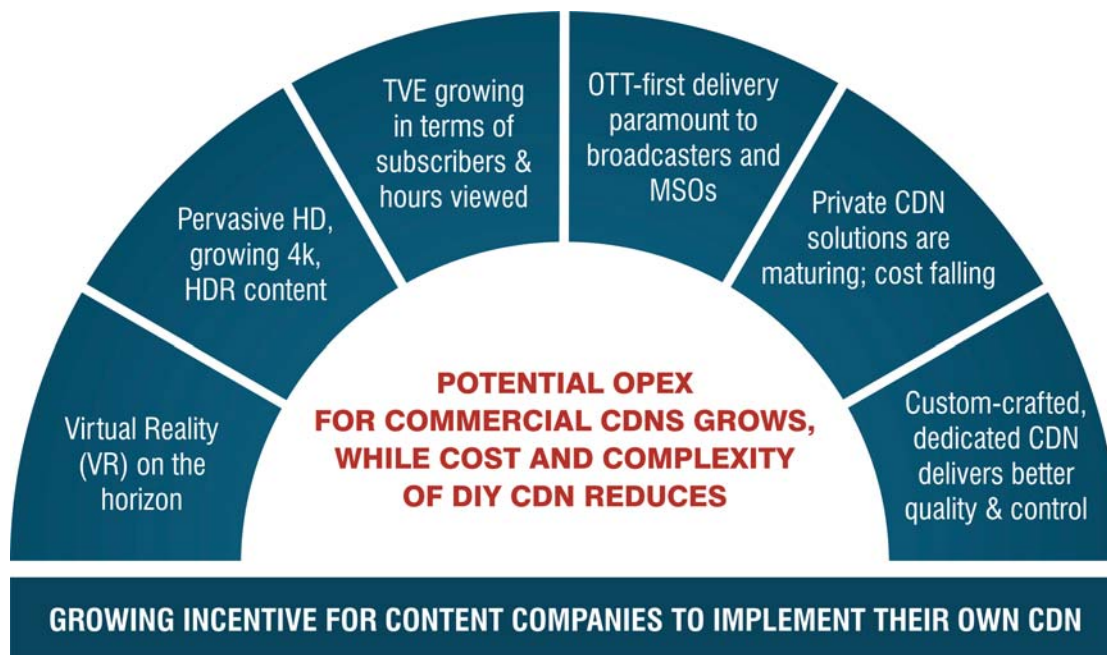 Virtual Reality
(VR) on the
horizon
Pervasive HD,
growing 4k,
HDR content
TVE growing
in terms of
subscribers &
hours viewed
OTT-first delivery
paramount to
broadcasters and
MSOs
Private CDN
solutions are
maturing; cost falling
Custom-crafted,
dedicated CDN
delivers better
quality & control
POTENTIAL OPEX
FOR COMMERCIAL CDNS GROWS,
WHILE COST AND COMPLEXITY
OF DIY CDN REDUCES
GROWING INCENTIVE FOR CONTENT COMPANIES TO IMPLEMENT THEIR OWN CDN